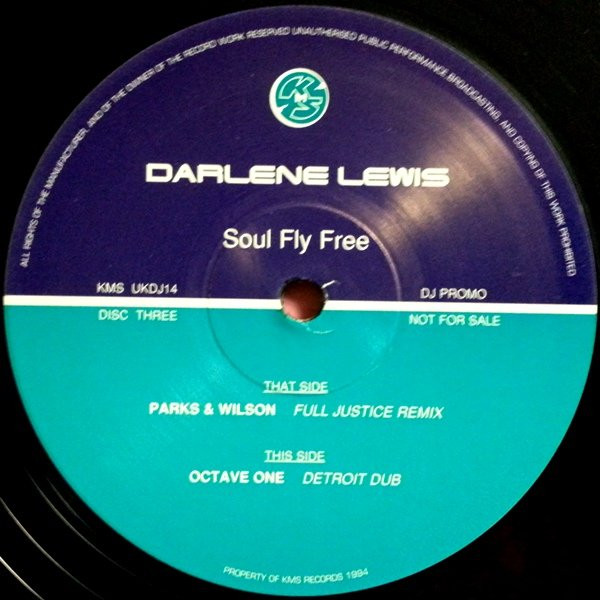 ALL RIGHTS OF THE MANUFACTURER, AND OF THE OWNER OF THE RECORD WORK RESERVED UNAUTHORISED PUBLIC PERFORMANCE, BROADCASTING, AND COPYING OF THIS WORK PROHIBITED
KMS
DARLENE LEWIS
Soul Fly Free
KMS UKDJ14
DJ PROMO
DISC THREE
NOT FOR SALE
THAT SIDE
PARKS & WILSON FULL JUSTICE REMIX
THIS SIDE
OCTAVE ONE DETROIT DUB
PROPERTY OF KMS RECORDS 1994